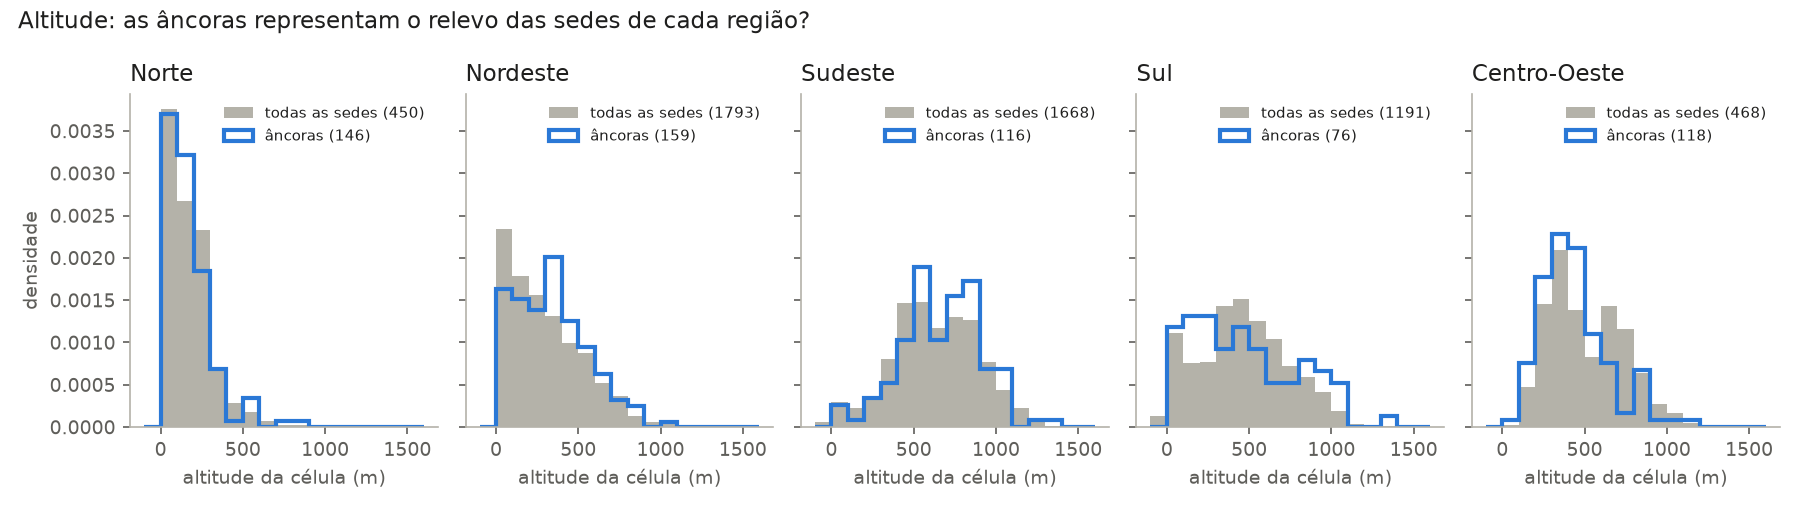 Altitude: as âncoras representam o relevo das sedes de cada região?
Norte
todas as sedes (450)
âncoras (146)
densidade
0.0035
0.0030
0.0025
0.0020
0.0015
0.0010
0.0005
0.0000
0 500 1000 1500
altitude da célula (m)
Nordeste
todas as sedes (1793)
âncoras (159)
0 500 1000 1500
altitude da célula (m)
Sudeste
todas as sedes (1668)
âncoras (116)
0 500 1000 1500
altitude da célula (m)
Sul
todas as sedes (1191)
âncoras (76)
0 500 1000 1500
altitude da célula (m)
Centro-Oeste
todas as sedes (468)
âncoras (118)
0 500 1000 1500
altitude da célula (m)